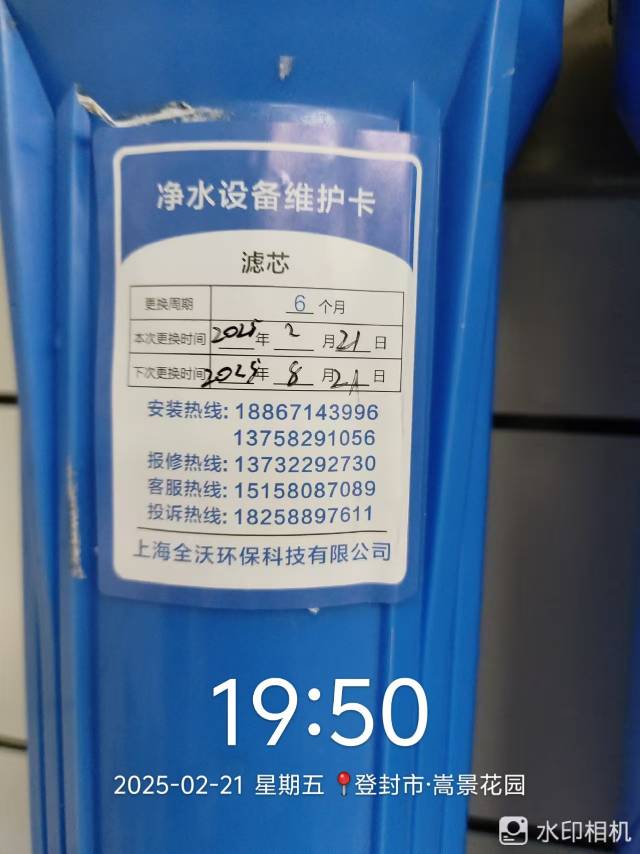 净水设备维护卡
滤芯
更换周期 6 个月
本次更换时间 2025年 2 月21日
下次更换时间2025年 8 月21日
安装热线: 18867143996
13758291056
报修热线: 13732292730
客服热线: 15158087089
投诉热线: 18258897611
上海全沃环保科技有限公司
19:50
2025-02-21 星期五 登封市·嵩景花园
水印相机